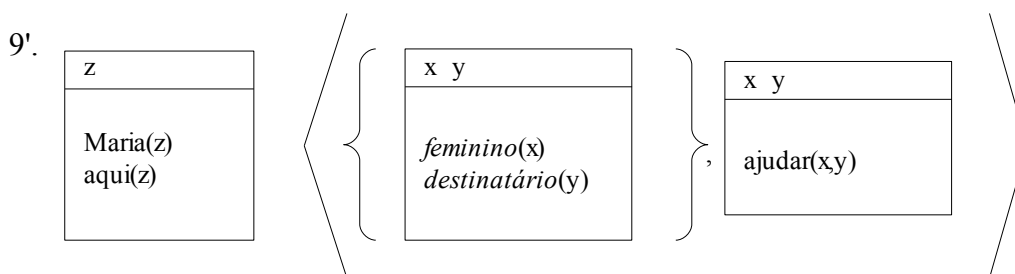 9'.
z
Maria(z)
aqui(z)
x y
feminino(x)
destinatário(y)
,
x y
ajudar(x,y)